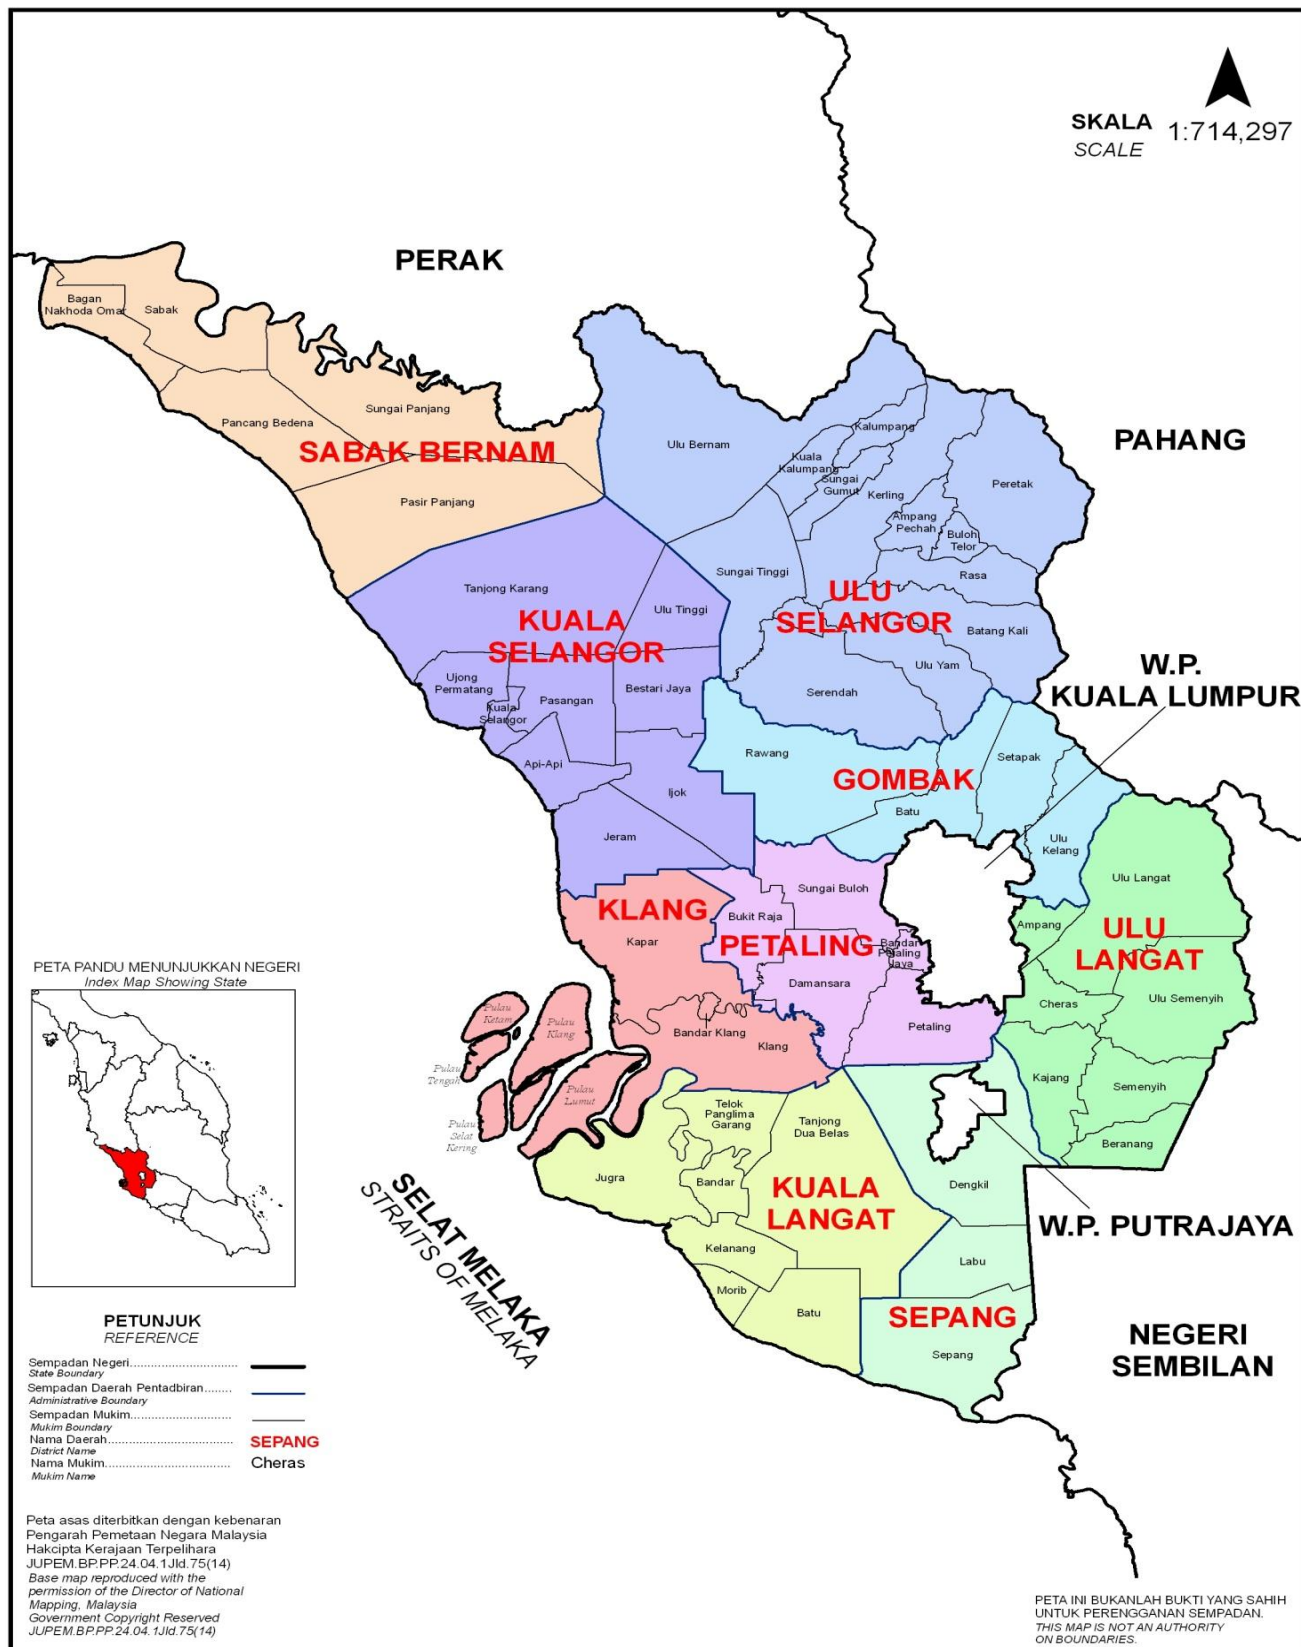 SKALA 1:714,297
SCALE
PERAK
PAHANG
Bagan
Nakhoda Omar
Sabak
Sungai Panjang
Pancang Bedena
SABAK BERNAM
Pasir Panjang
Ulu Bernam
Kalumpang
Kuala
Kalumpang
Sungai
Gumut
Kerling
Peretak
Ampang
Pechah
Buloh
Telor
Sungai Tinggi
Rasa
ULU
SELANGOR
Batang Kali
Ulu Yam
Serendah
Tanjong Karang
Ulu Tinggi
KUALA
SELANGOR
Ujong
Permatang
Bestari Jaya
Pasangan
Kuala
Selangor
Api-Api
Ijok
Jeram
W.P.
KUALA LUMPUR
Rawang
Setapak
GOMBAK
Batu
Ulu
Kelang
Sungai Buloh
Bukit Raja
PETALING
Bandar
Petaling
Jaya
Damansara
Petaling
KLANG
Kapar
Bandar Klang
Klang
Pulau
Ketam
Pulau
Klang
Pulau
Tengah
Pulau
Lumut
Pulau
Selat
Kering
Ulu Langat
Ampang
ULU
LANGAT
Cheras
Ulu Semenyih
Kajang
Semenyih
Beranang
Telok
Panglima
Garang
Tanjong
Dua Belas
Jugra
Bandar
KUALA
LANGAT
Kelanang
Morib
Batu
Dengkil
W.P. PUTRAJAYA
Labu
SEPANG
Sepang
NEGERI
SEMBILAN
SELAT MELAKA
STRAITS OF MELAKA
PETA PANDU MENUNJUKKAN NEGERI
Index Map Showing State
PETUNJUK
REFERENCE
Sempadan Negeri............................
State Boundary
Sempadan Daerah Pentadbiran.......
Administrative Boundary
Sempadan Mukim..........................
Mukim Boundary
Nama Daerah................................ SEPANG
District Name
Nama Mukim................................ Cheras
Mukim Name
Peta asas diterbitkan dengan kebenaran
Pengarah Pemetaan Negara Malaysia
Hakcipta Kerajaan Terpelihara
JUPEM.BP.PP.24.04.1Jld.75(14)
Base map reproduced with the
permission of the Director of National
Mapping, Malaysia
Government Copyright Reserved
JUPEM.BP.PP.24.04.1Jld.75(14)
PETA INI BUKANLAH BUKTI YANG SAHIH
UNTUK PERENGGANAN SEMPADAN.
THIS MAP IS NOT AN AUTHORITY
ON BOUNDARIES.